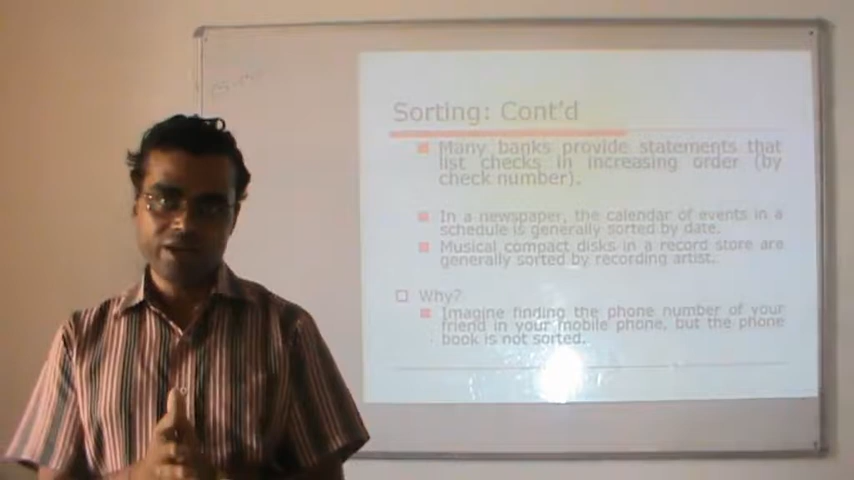 Sorting: Cont'd
Many banks provide statements that
list checks in increasing order (by
check number).
In a newspaper, the calendar of events in a
schedule is generally sorted by date.
Musical compact disks in a record store are
generally sorted by recording artist.
Why?
Imagine finding the phone number of your
friend in your mobile phone, but the phone
book is not sorted.